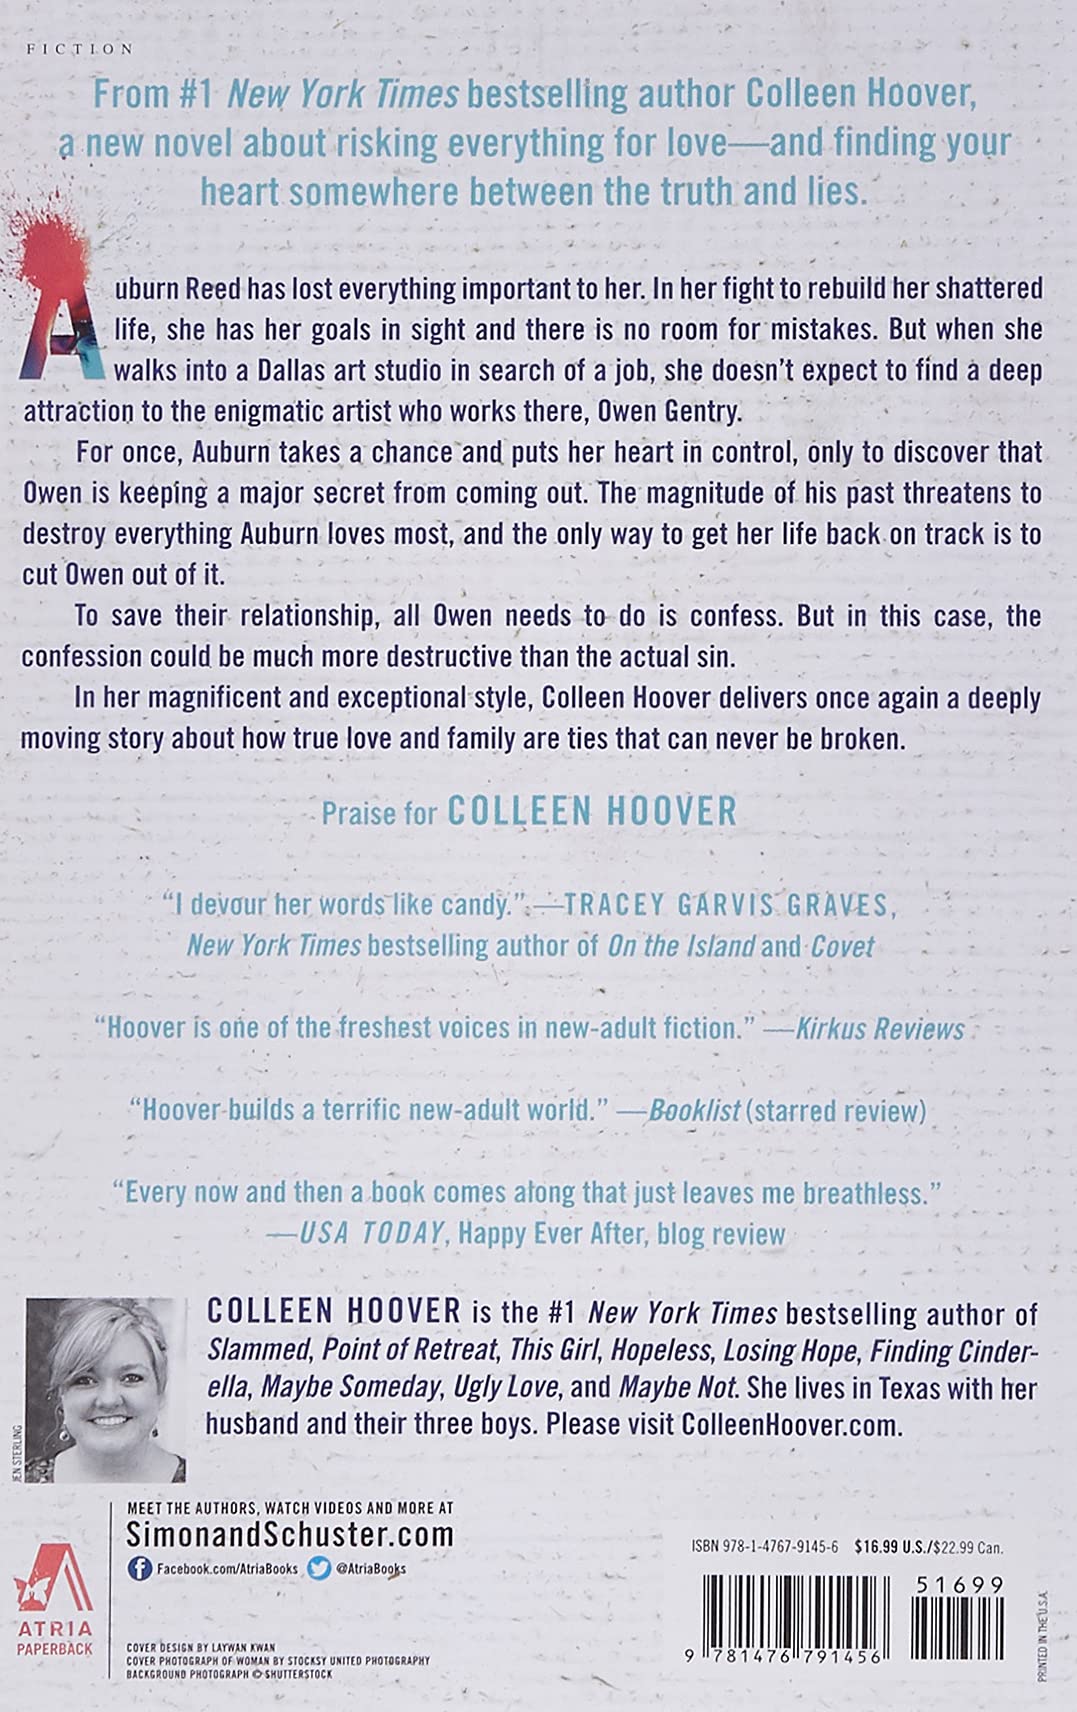 FICTION
From #1 New York Times bestselling author Colleen Hoover,
a new novel about risking everything for love—and finding your
heart somewhere between the truth and lies.
Auburn Reed has lost everything important to her. In her fight to rebuild her shattered
life, she has her goals in sight and there is no room for mistakes. But when she
walks into a Dallas art studio in search of a job, she doesn't expect to find a deep
attraction to the enigmatic artist who works there, Owen Gentry.
For once, Auburn takes a chance and puts her heart in control, only to discover that
Owen is keeping a major secret from coming out. The magnitude of his past threatens to
destroy everything Auburn loves most, and the only way to get her life back on track is to
cut Owen out of it.
To save their relationship, all Owen needs to do is confess. But in this case, the
confession could be much more destructive than the actual sin.
In her magnificent and exceptional style, Colleen Hoover delivers once again a deeply
moving story about how true love and family are ties that can never be broken.
Praise for COLLEEN HOOVER
“I devour her words like candy.” —TRACEY GARVIS GRAVES,
New York Times bestselling author of On the Island and Covet
“Hoover is one of the freshest voices in new-adult fiction.” —Kirkus Reviews
“Hoover builds a terrific new-adult world.” —Booklist (starred review)
“Every now and then a book comes along that just leaves me breathless.”
—USA TODAY, Happy Ever After, blog review
COLLEEN HOOVER is the #1 New York Times bestselling author of
Slammed, Point of Retreat, This Girl, Hopeless, Losing Hope, Finding Cinder-
ella, Maybe Someday, Ugly Love, and Maybe Not. She lives in Texas with her
husband and their three boys. Please visit ColleenHoover.com.
JEN STERLING
MEET THE AUTHORS, WATCH VIDEOS AND MORE AT
SimonandSchuster.com
Facebook.com/AtriaBooks @AtriaBooks
ATRIA
PAPERBACK
COVER DESIGN BY LAYWAN KWAN
COVER PHOTOGRAPH OF WOMAN BY STOCKSY UNITED PHOTOGRAPHY
BACKGROUND PHOTOGRAPH © SHUTTERSTOCK
ISBN 978-1-4767-9145-6 $16.99 U.S./$22.99 Can.
51699
9 781476 791456
PRINTED IN THE U.S.A.